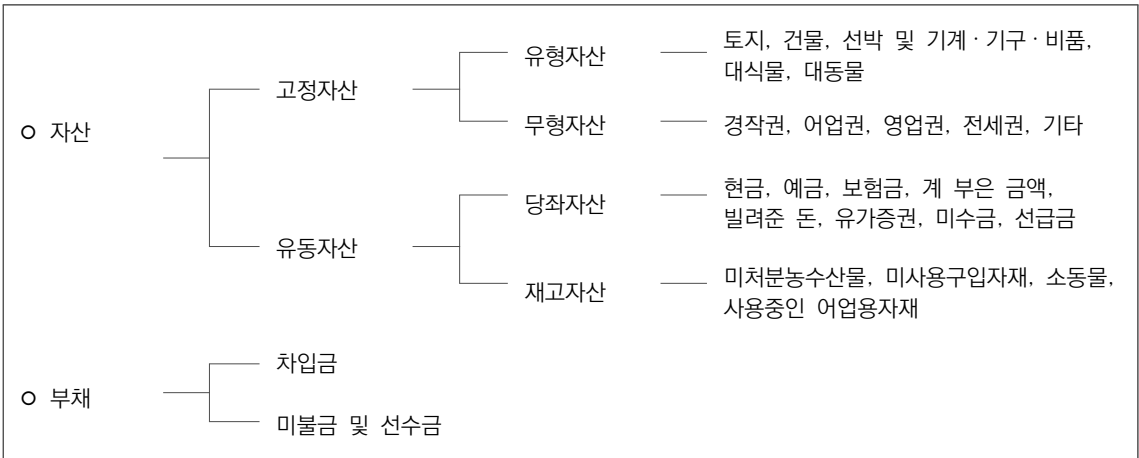 ○ 자산
고정자산
유형자산
토지, 건물, 선박 및 기계·기구·비품,
대식물, 대동물
무형자산
경작권, 어업권, 영업권, 전세권, 기타
유동자산
당좌자산
현금, 예금, 보험금, 계 부은 금액,
빌려준 돈, 유가증권, 미수금, 선급금
재고자산
미처분농수산물, 미사용구입자재, 소동물,
사용중인 어업용자재
○ 부채
차입금
미불금 및 선수금